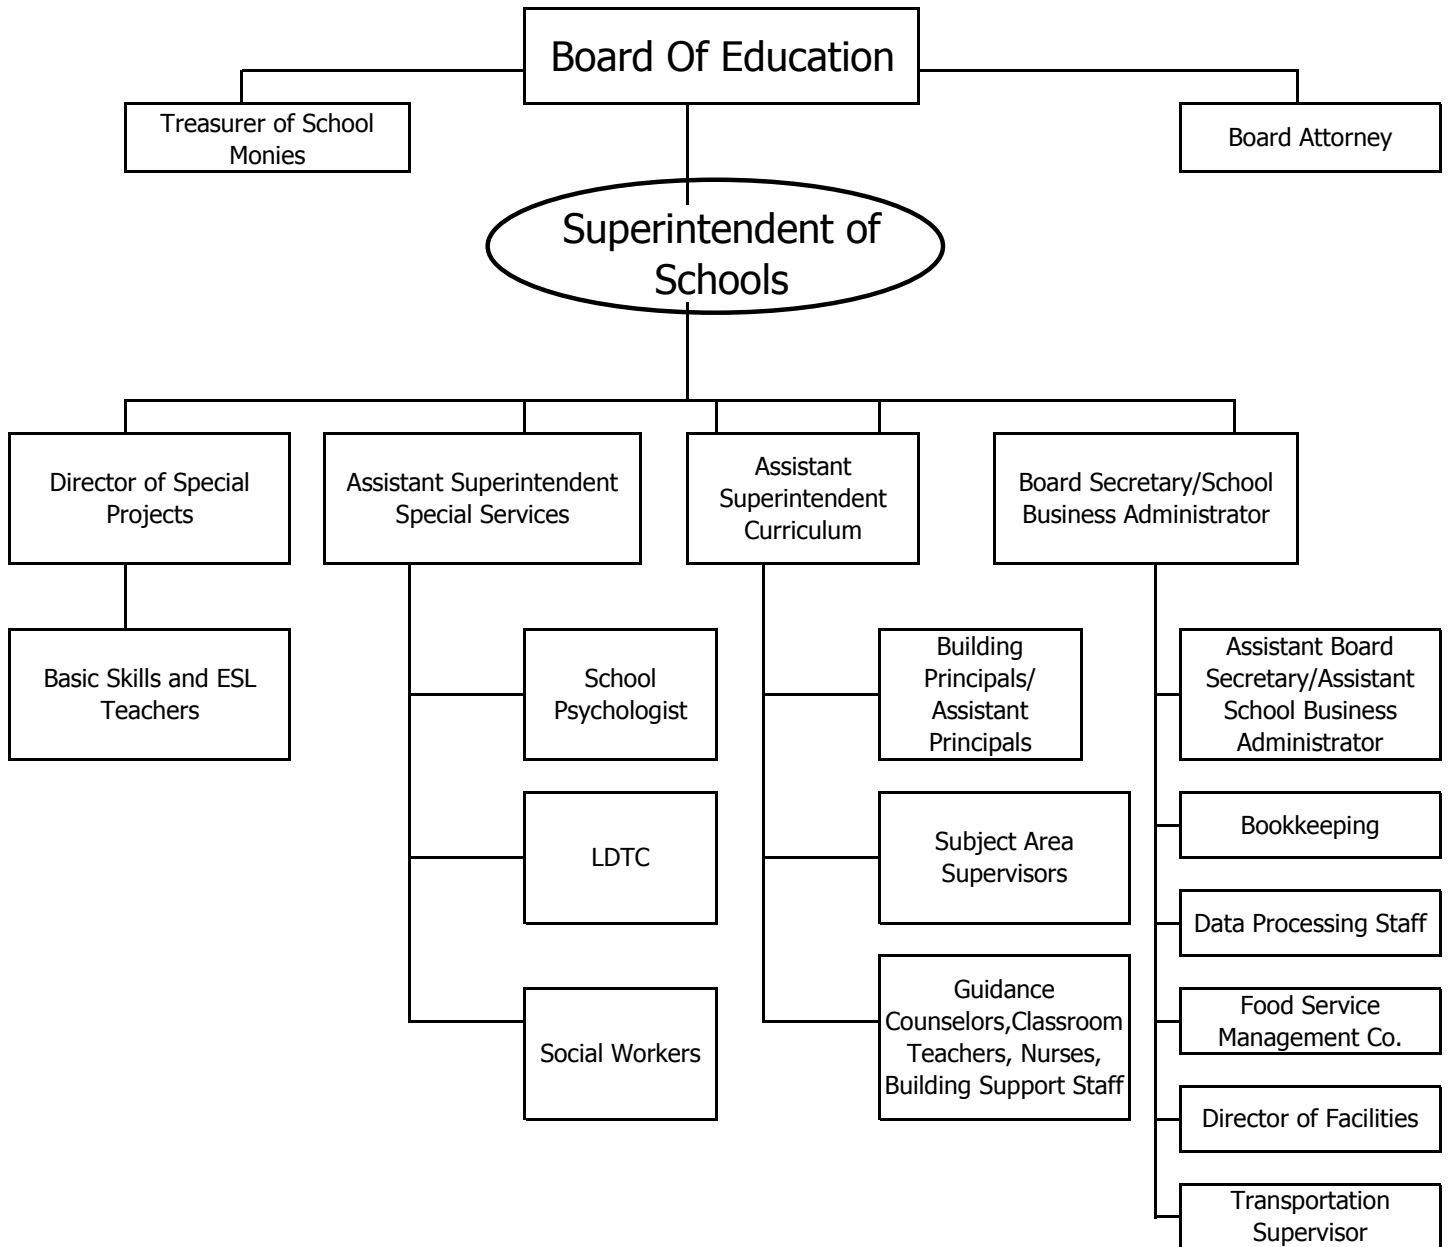 Board Of Education
Treasurer of School
Monies
Board Attorney
Superintendent of
Schools
Director of Special
Projects
Assistant Superintendent
Special Services
Assistant
Superintendent
Curriculum
Board Secretary/School
Business Administrator
Basic Skills and ESL
Teachers
School
Psychologist
LDTC
Social Workers
Building
Principals/
Assistant
Principals
Subject Area
Supervisors
Guidance
Counselors,Classroom
Teachers, Nurses,
Building Support Staff
Assistant Board
Secretary/Assistant
School Business
Administrator
Bookkeeping
Data Processing Staff
Food Service
Management Co.
Director of Facilities
Transportation
Supervisor